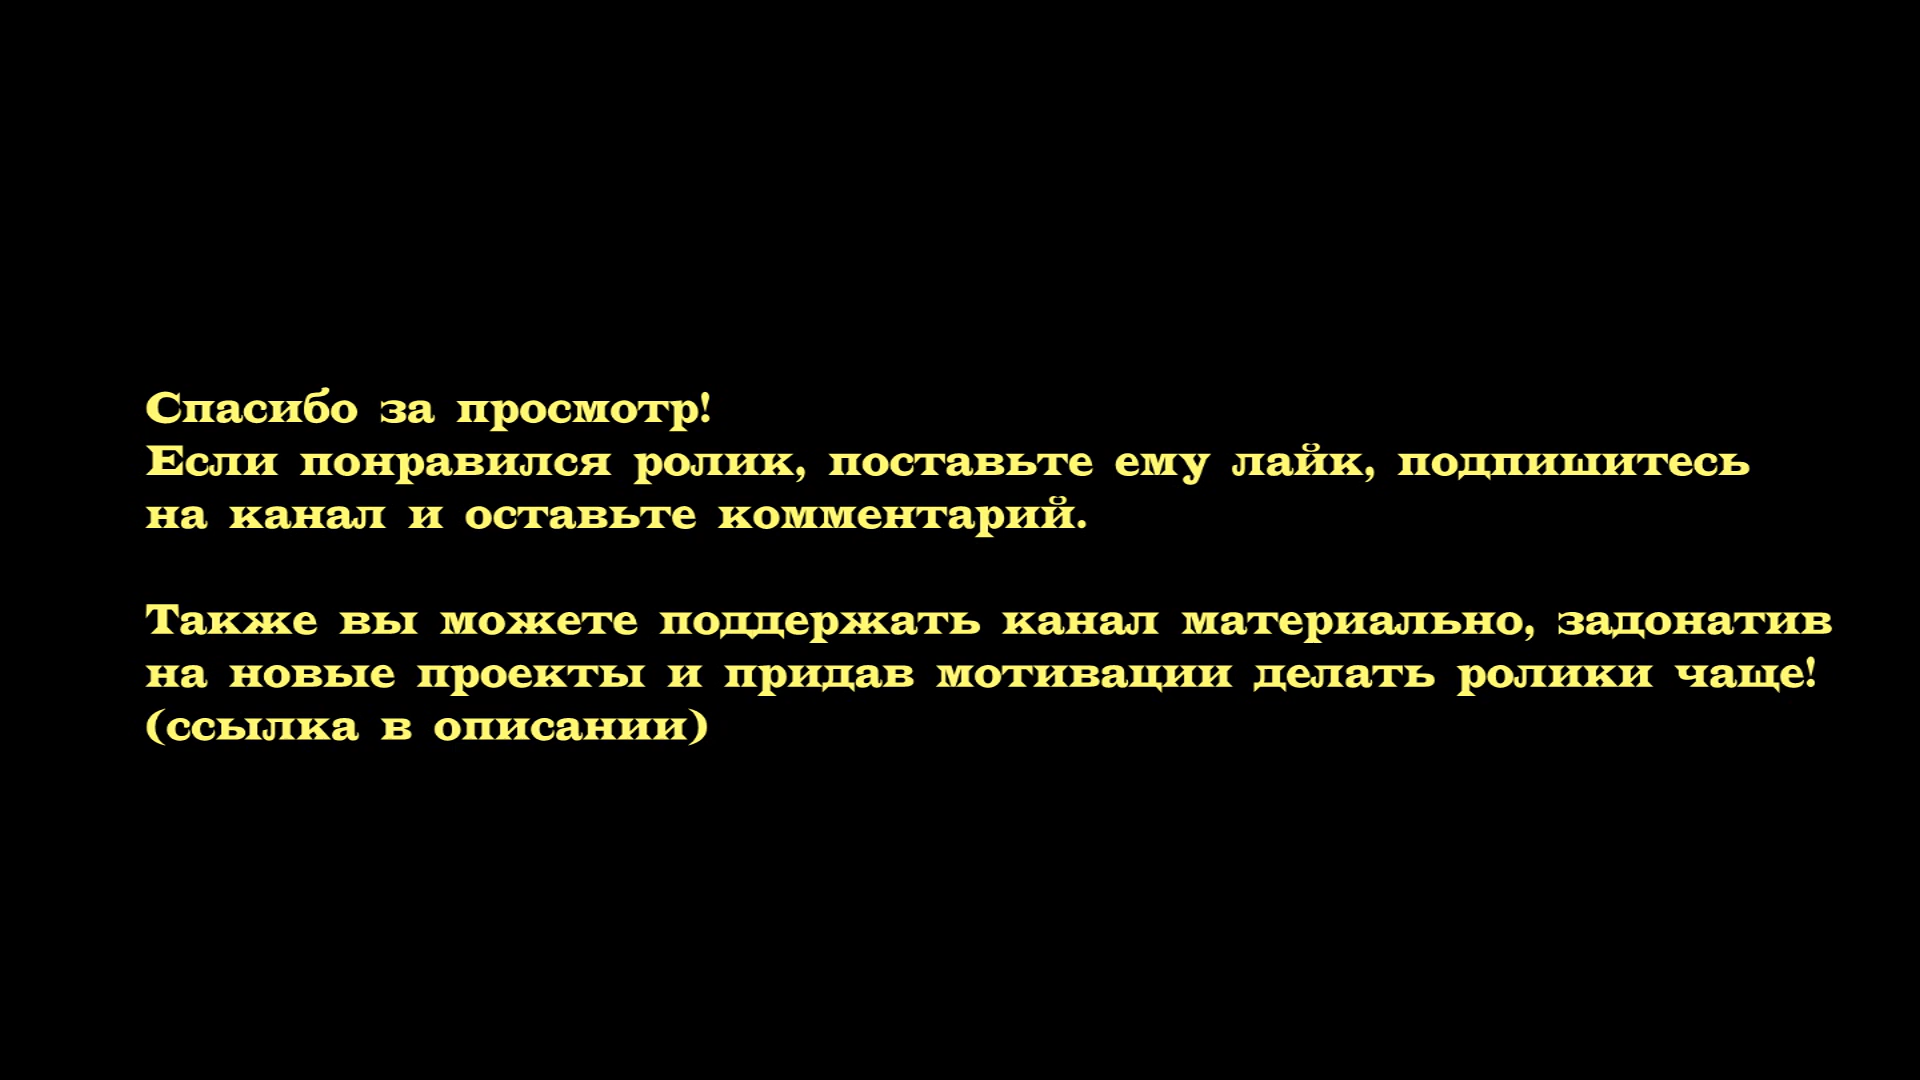 Спасибо за просмотр!
Если понравился ролик, поставьте ему лайк, подпишитесь
на канал и оставьте комментарий.
Также вы можете поддержать канал материально, задонатив
на новые проекты и придав мотивации делать ролики чаще!
(ссылка в описании)